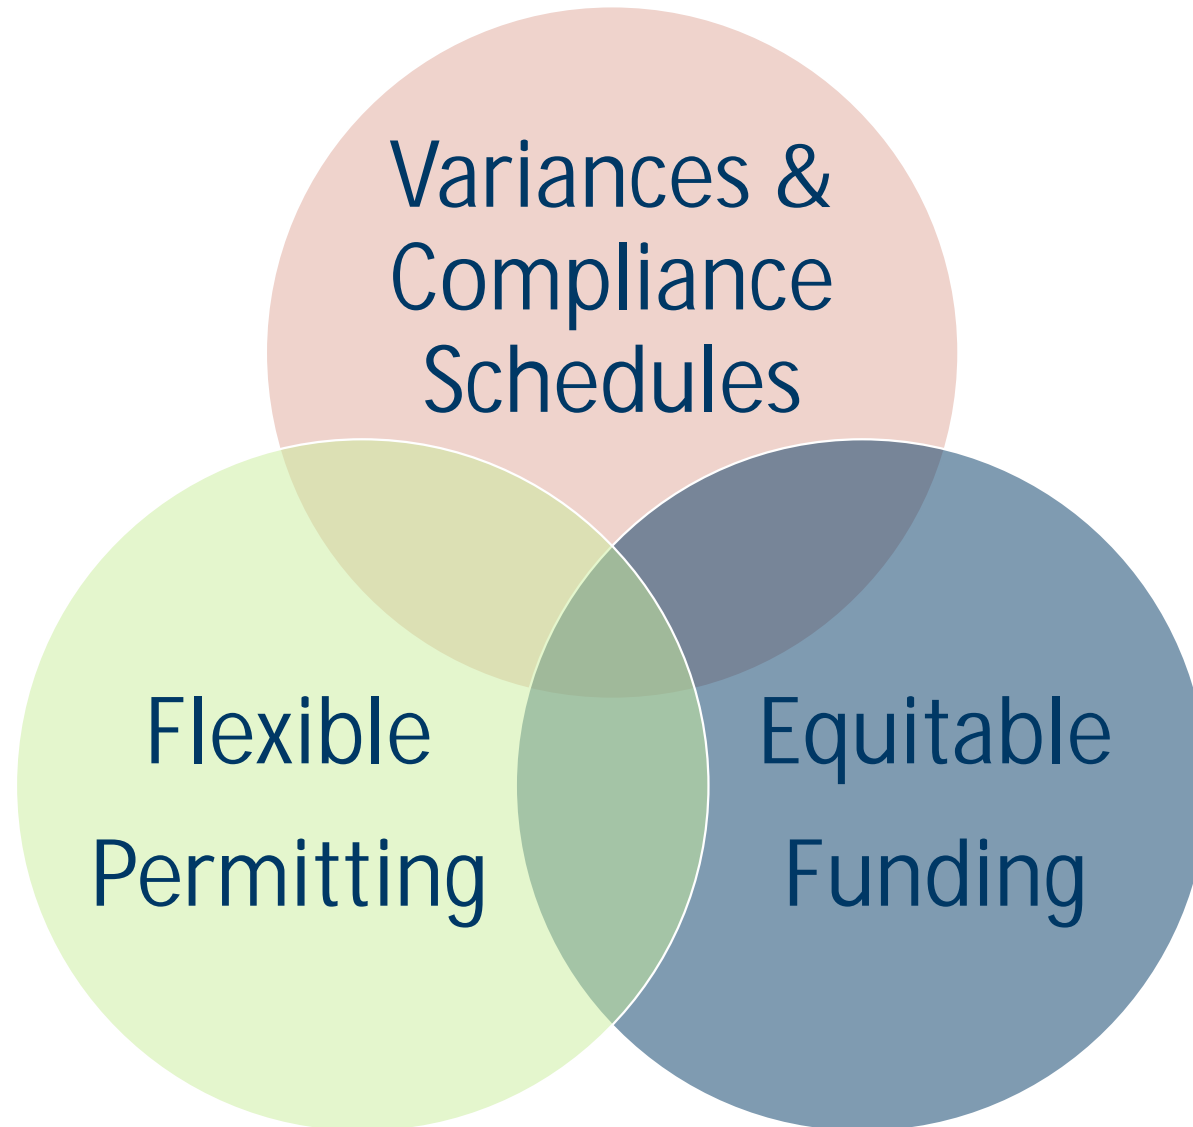 Variances &
Compliance
Schedules
Flexible
Permitting
Equitable
Funding